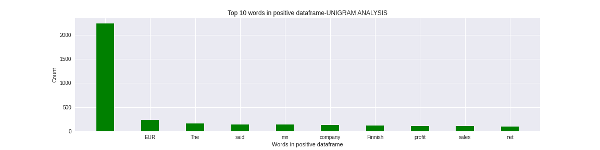 Top 10 words in positive dataframe-UNIGRAM ANALYSIS
Count
2000
1500
1000
500
0
EUR The said mn company Finnish profit sales net
Words in positive dataframe